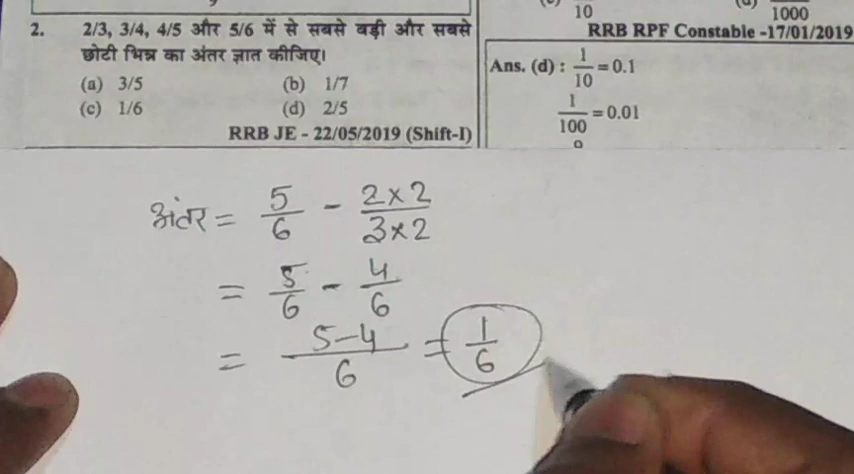 10
1000
2. 2/3, 3/4, 4/5 और 5/6 में से सबसे बड़ी और सबसे
छोटी भिन्न का अंतर ज्ञात कीजिए।
(a) 3/5 (b) 1/7
(c) 1/6 (d) 2/5
RRB JE - 22/05/2019 (Shift-I)
RRB RPF Constable -17/01/2019
Ans. (d) : 1/10 = 0.1
1/100 = 0.01
अंतर = 5/6 - 2×2/3×2
= 5/6 - 4/6
= 5-4/6 = 1/6